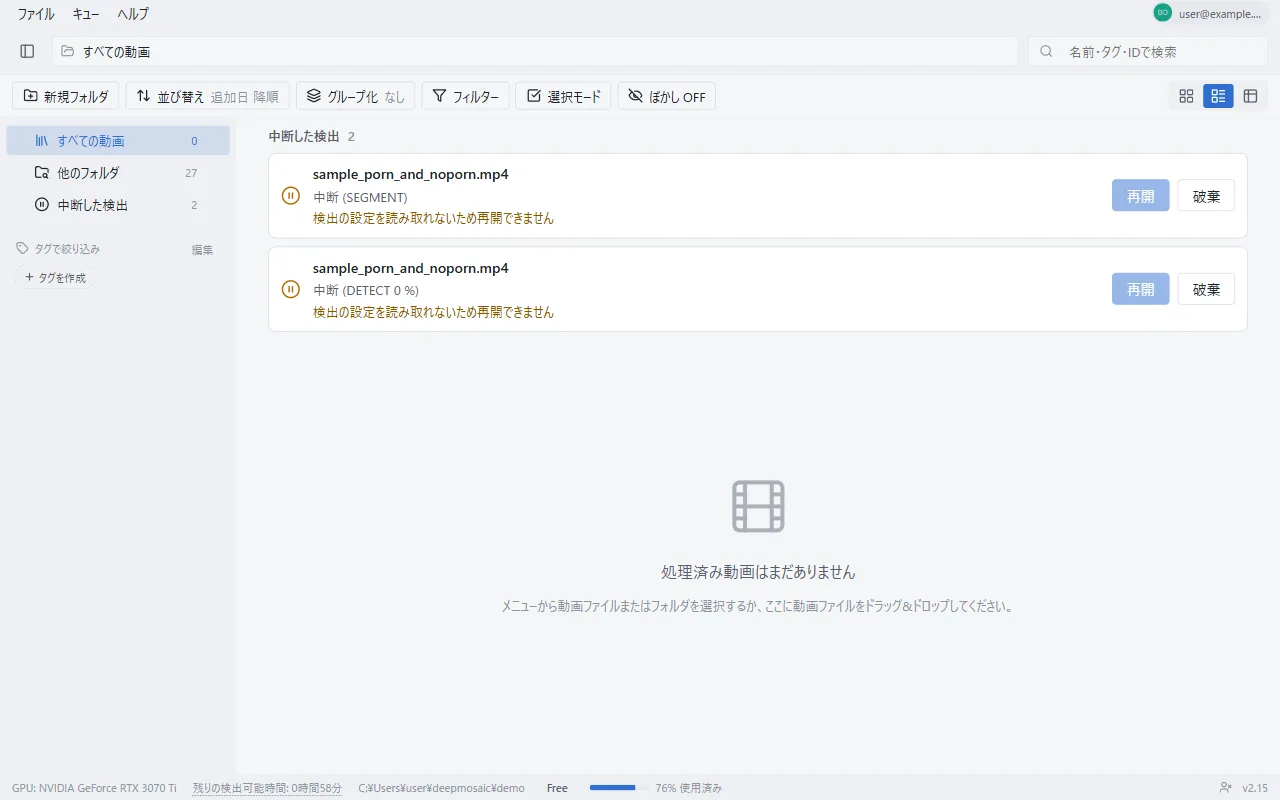 ファイル キュー ヘルプ
user@example....
すべての動画
名前・タグ・IDで検索
新規フォルダ 並び替え 追加日 降順 グループ化 なし フィルター 選択モード ぼかし OFF
すべての動画 0
他のフォルダ 27
中断した検出 2
タグで絞り込み 編集
+ タグを作成
中断した検出 2
sample_porn_and_noporn.mp4
中断 (SEGMENT)
検出の設定を読み取れないため再開できません
再開 破棄
sample_porn_and_noporn.mp4
中断 (DETECT 0 %)
検出の設定を読み取れないため再開できません
再開 破棄
処理済み動画はまだありません
メニューから動画ファイルまたはフォルダを選択するか、ここに動画ファイルをドラッグ&ドロップしてください。
GPU: NVIDIA GeForce RTX 3070 Ti 残りの検出可能時間: 0時間58分 C:¥Users¥user¥deepmosaic¥demo Free 76% 使用済み v2.15